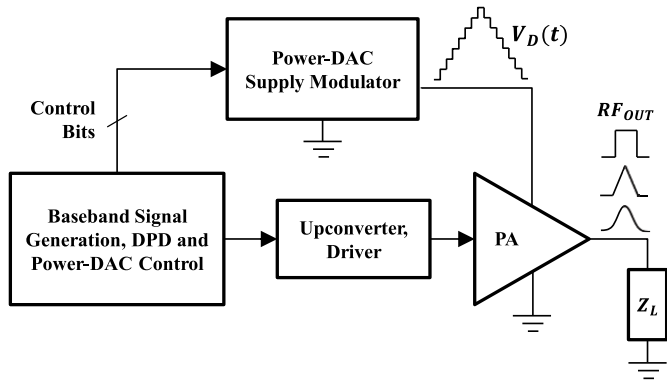 Power-DAC
Supply Modulator
V_D(t)
Control
Bits
RF_OUT
Baseband Signal
Generation, DPD and
Power-DAC Control
Upconverter,
Driver
PA
Z_L